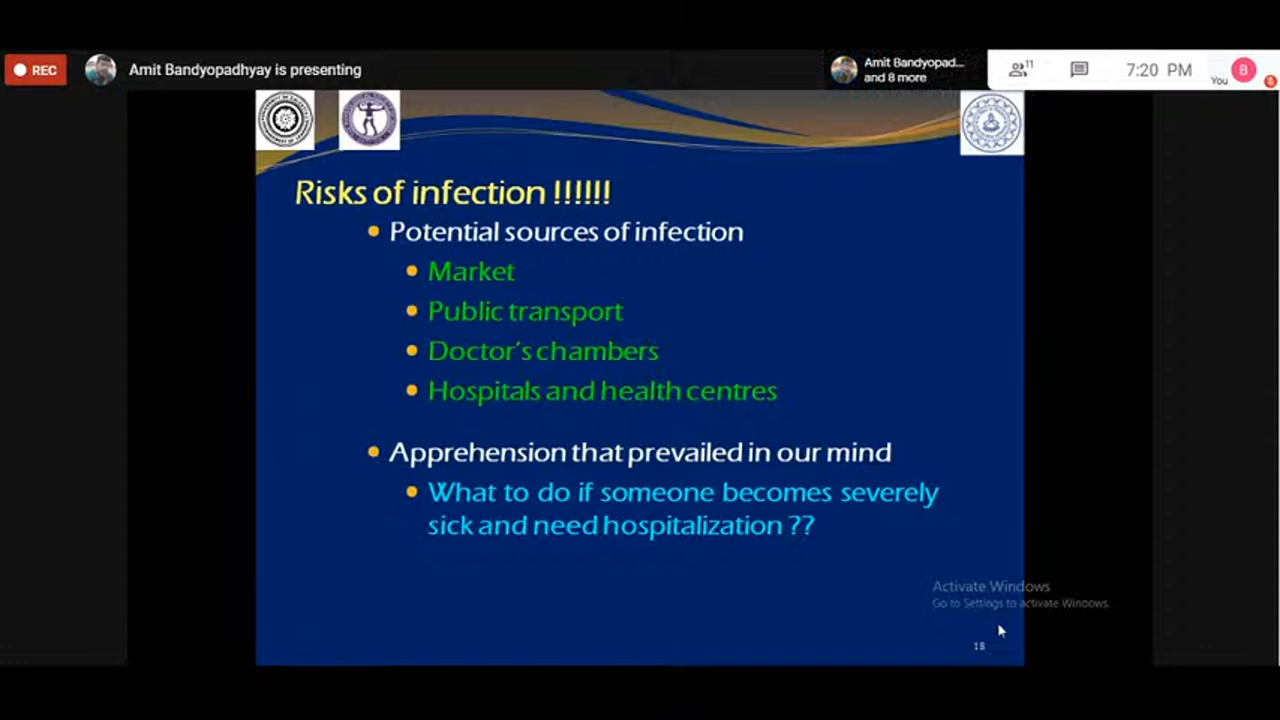 REC
Amit Bandyopadhyay is presenting
Amit Bandyopad...
and 8 more
11
7:20 PM
You
B
Risks of infection !!!!!!
• Potential sources of infection
• Market
• Public transport
• Doctor's chambers
• Hospitals and health centres
• Apprehension that prevailed in our mind
• What to do if someone becomes severely
sick and need hospitalization ??
Activate Windows
Go to Settings to activate Windows.
18